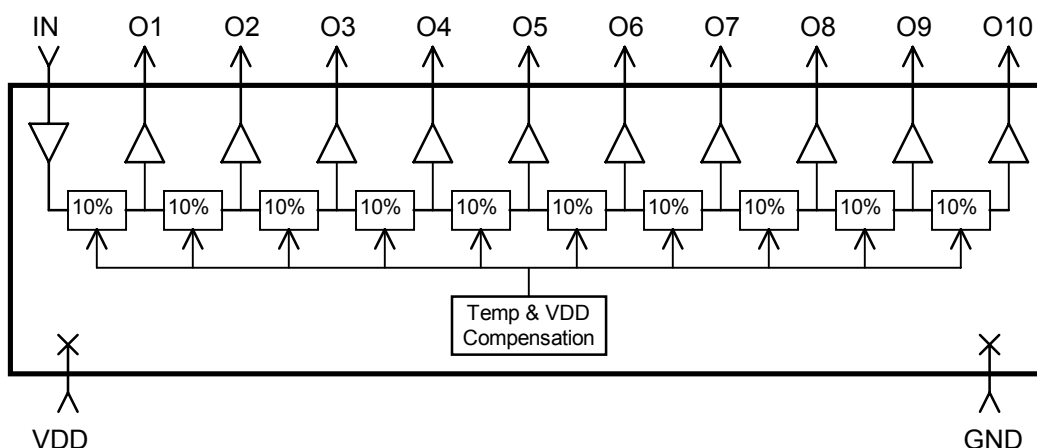 IN O1 O2 O3 O4 O5 O6 O7 O8 O9 O10
10% 10% 10% 10% 10% 10% 10% 10% 10% 10%
Temp & VDD
Compensation
VDD GND